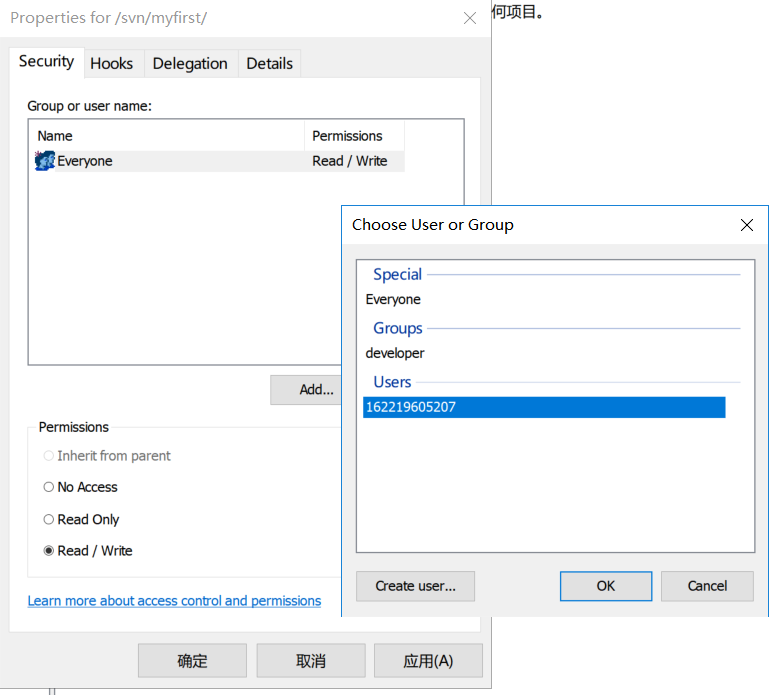 Properties for /svn/myfirst/
何项目。
Security Hooks Delegation Details
Group or user name:
Name Permissions
Everyone Read / Write
Add...
Permissions
Inherit from parent
No Access
Read Only
Read / Write
Learn more about access control and permissions
确定 取消 应用(A)
Choose User or Group
Special
Everyone
Groups
developer
Users
162219605207
Create user... OK Cancel